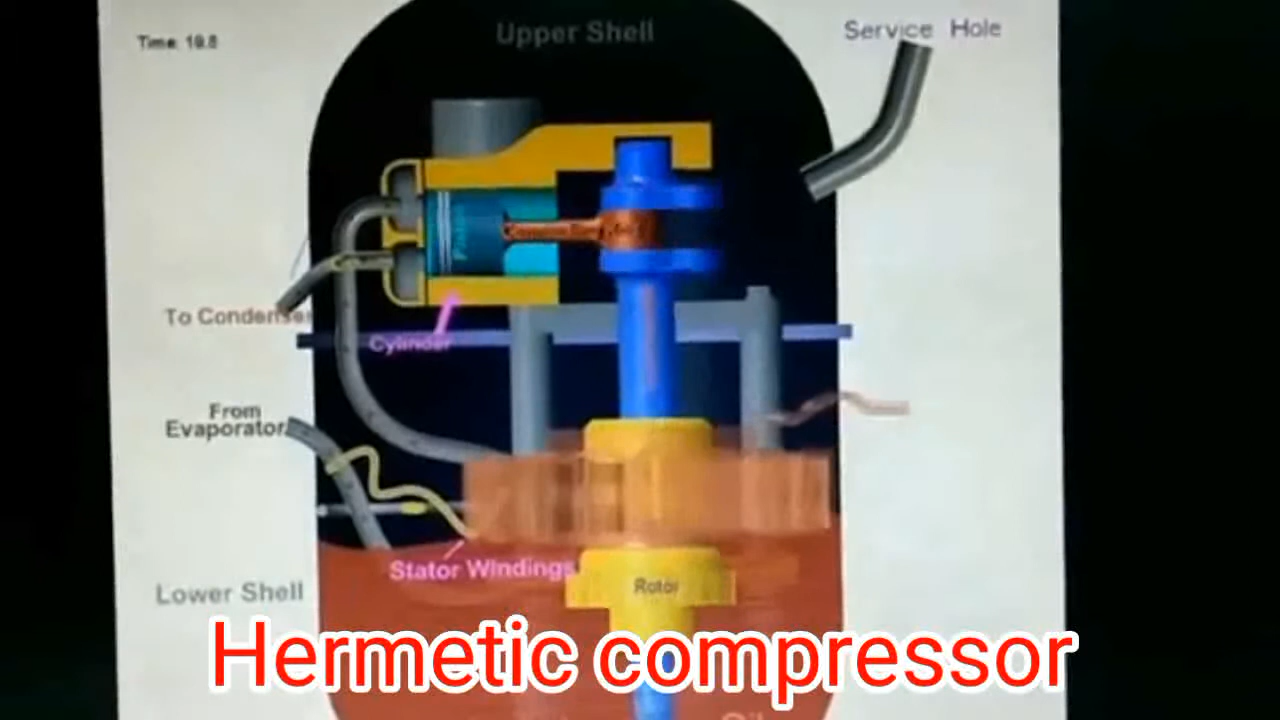 Upper Shell
Service Hole
Time: 19.8
To Condenser
Cylinder
From
Evaporator
Stator Windings
Rotor
Lower Shell
Hermetic compressor
Oil